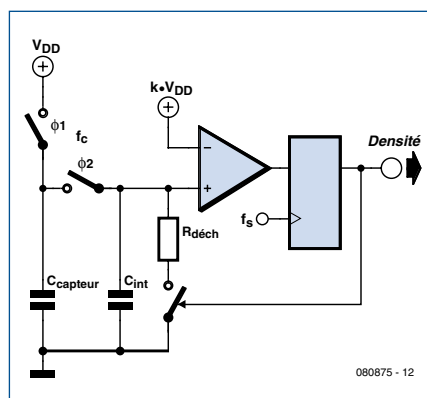 VDD
k•VDD
ϕ1
fc
ϕ2
Densité
–
+
fs
Rdéch
Ccapteur
Cint
080875 - 12